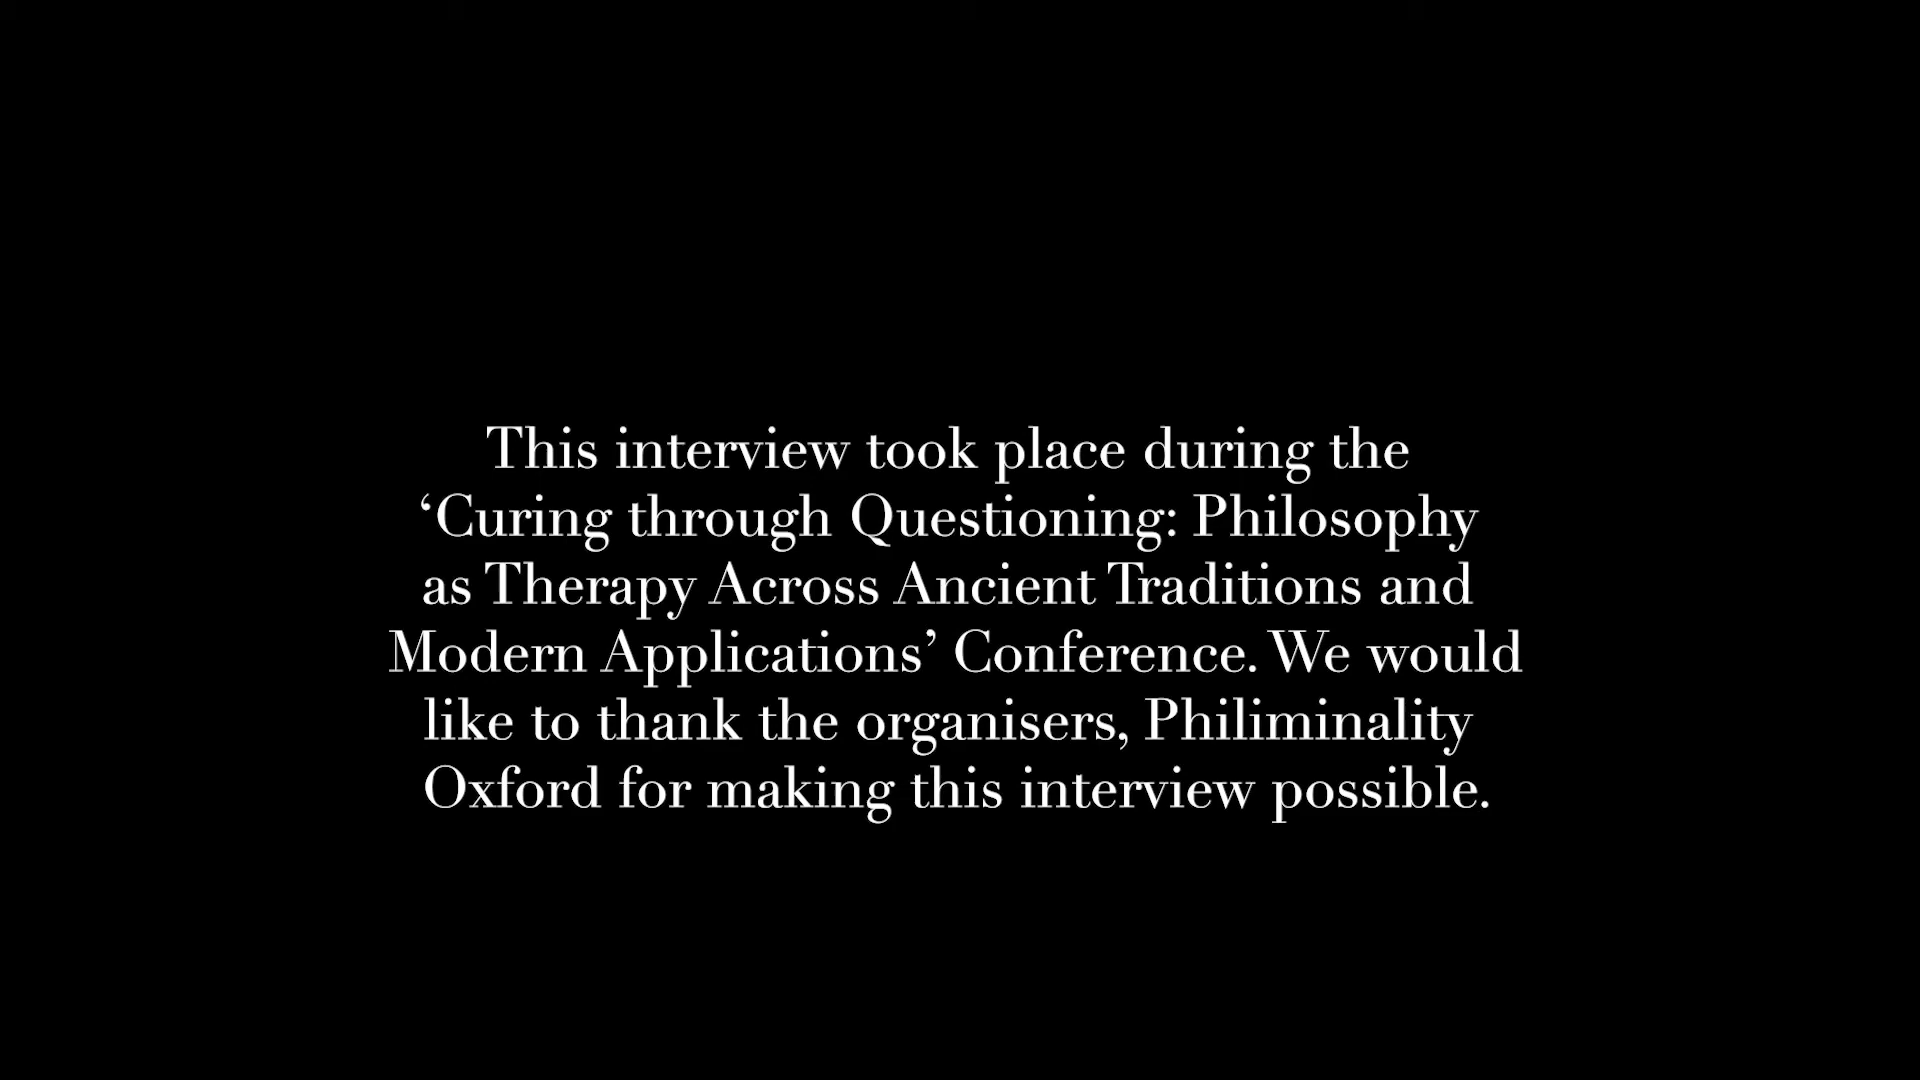 This interview took place during the
‘Curing through Questioning: Philosophy
as Therapy Across Ancient Traditions and
Modern Applications’ Conference. We would
like to thank the organisers, Philiminality
Oxford for making this interview possible.